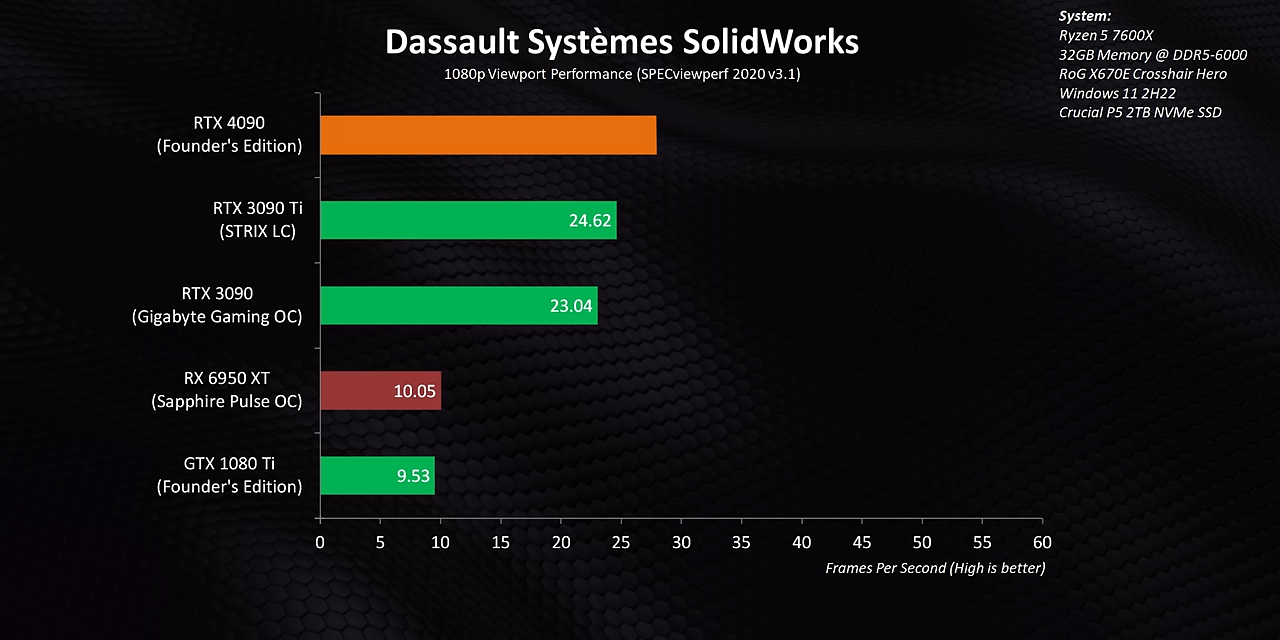 Dassault Systèmes SolidWorks
1080p Viewport Performance (SPECviewperf 2020 v3.1)
System:
Ryzen 5 7600X
32GB Memory @ DDR5-6000
RoG X670E Crosshair Hero
Windows 11 2H22
Crucial P5 2TB NVMe SSD
RTX 4090
(Founder's Edition)
RTX 3090 Ti
(STRIX LC)
24.62
RTX 3090
(Gigabyte Gaming OC)
23.04
RX 6950 XT
(Sapphire Pulse OC)
10.05
GTX 1080 Ti
(Founder's Edition)
9.53
0 5 10 15 20 25 30 35 40 45 50 55 60
Frames Per Second (High is better)